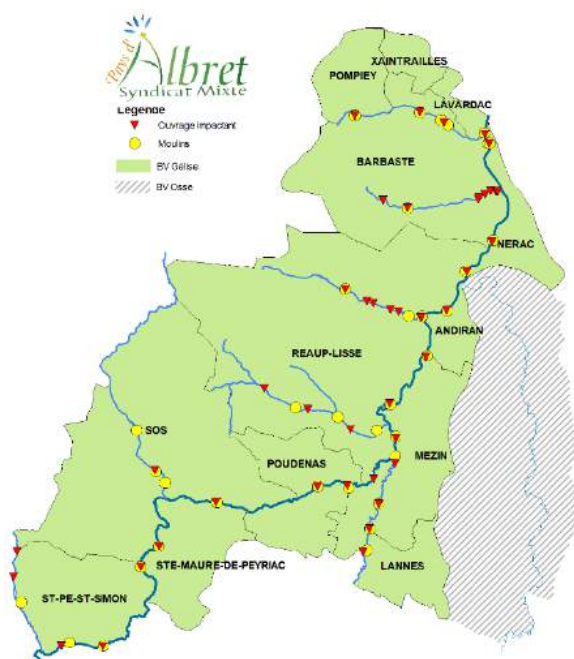 Pays d'
Albret
Syndicat Mixte
Légende
Ouvrage impactant
Moulins
BV Gélise
BV Osse
XAINTRAILLES
POMPIEY
LAVARDAC
BARBASTE
NERAC
ANDIRAN
REAUP-LISSE
SOS
MEZIN
POUDENAS
STE-MAURE-DE-PEYRIAC
LANNES
ST-PE-ST-SIMON